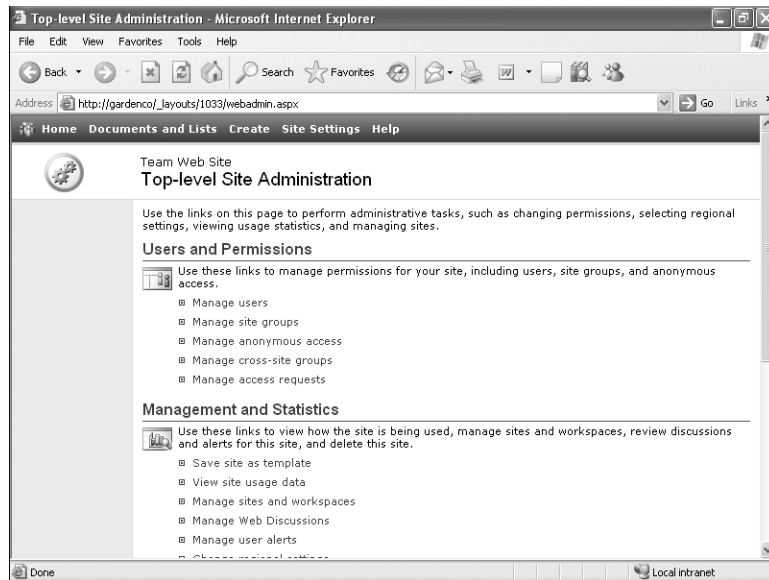 Top-level Site Administration - Microsoft Internet Explorer
File Edit View Favorites Tools Help
Back Search Favorites
Address http://gardenco/_layouts/1033/webadmin.aspx Go Links
Home Documents and Lists Create Site Settings Help
Team Web Site
Top-level Site Administration
Use the links on this page to perform administrative tasks, such as changing permissions, selecting regional
settings, viewing usage statistics, and managing sites.
Users and Permissions
Use these links to manage permissions for your site, including users, site groups, and anonymous
access.
Manage users
Manage site groups
Manage anonymous access
Manage cross-site groups
Manage access requests
Management and Statistics
Use these links to view how the site is being used, manage sites and workspaces, review discussions
and alerts for this site, and delete this site.
Save site as template
View site usage data
Manage sites and workspaces
Manage Web Discussions
Manage user alerts
Change regional settings
Done Local intranet